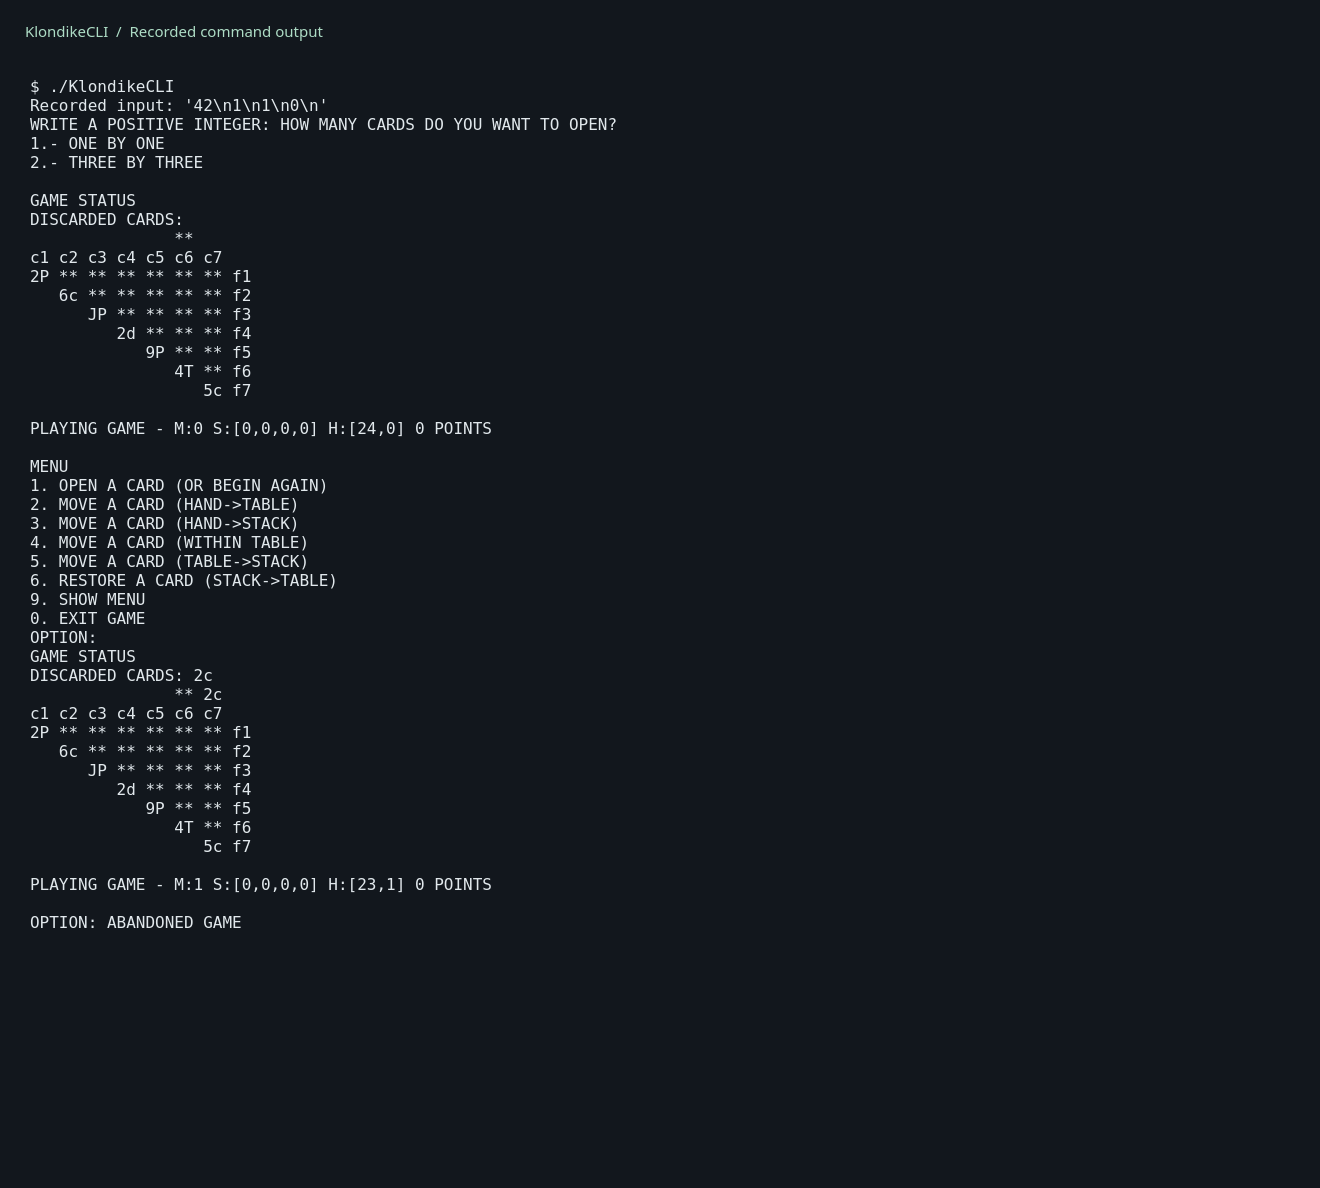 KlondikeCLI / Recorded command output
$ ./KlondikeCLI
Recorded input: '42\n1\n1\n0\n'
WRITE A POSITIVE INTEGER: HOW MANY CARDS DO YOU WANT TO OPEN?
1.- ONE BY ONE
2.- THREE BY THREE

GAME STATUS
DISCARDED CARDS:
               **
c1 c2 c3 c4 c5 c6 c7
2P ** ** ** ** ** ** f1
   6c ** ** ** ** ** f2
      JP ** ** ** ** f3
         2d ** ** ** f4
            9P ** ** f5
               4T ** f6
                  5c f7

PLAYING GAME - M:0 S:[0,0,0,0] H:[24,0] 0 POINTS

MENU
1. OPEN A CARD (OR BEGIN AGAIN)
2. MOVE A CARD (HAND->TABLE)
3. MOVE A CARD (HAND->STACK)
4. MOVE A CARD (WITHIN TABLE)
5. MOVE A CARD (TABLE->STACK)
6. RESTORE A CARD (STACK->TABLE)
9. SHOW MENU
0. EXIT GAME
OPTION:
GAME STATUS
DISCARDED CARDS: 2c
               ** 2c
c1 c2 c3 c4 c5 c6 c7
2P ** ** ** ** ** ** f1
   6c ** ** ** ** ** f2
      JP ** ** ** ** f3
         2d ** ** ** f4
            9P ** ** f5
               4T ** f6
                  5c f7

PLAYING GAME - M:1 S:[0,0,0,0] H:[23,1] 0 POINTS

OPTION: ABANDONED GAME